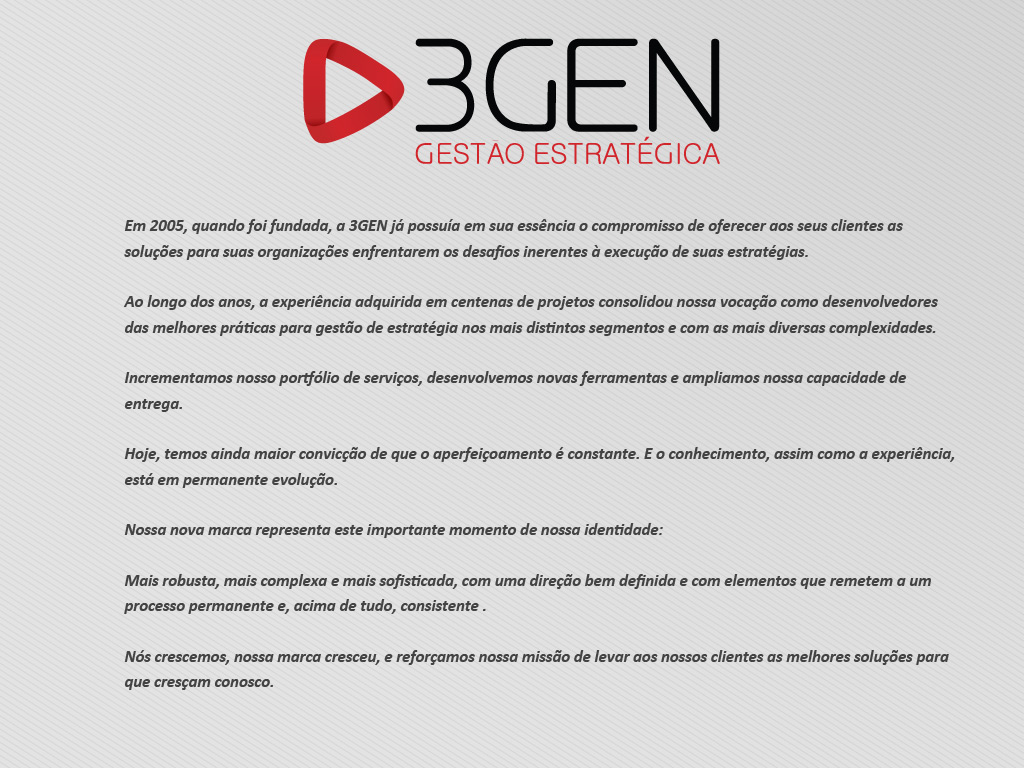 3GEN
GESTÃO ESTRATÉGICA
Em 2005, quando foi fundada, a 3GEN já possuía em sua essência o compromisso de oferecer aos seus clientes as
soluções para suas organizações enfrentarem os desafios inerentes à execução de suas estratégias.
Ao longo dos anos, a experiência adquirida em centenas de projetos consolidou nossa vocação como desenvolvedores
das melhores práticas para gestão de estratégia nos mais distintos segmentos e com as mais diversas complexidades.
Incrementamos nosso portfólio de serviços, desenvolvemos novas ferramentas e ampliamos nossa capacidade de
entrega.
Hoje, temos ainda maior convicção de que o aperfeiçoamento é constante. E o conhecimento, assim como a experiência,
está em permanente evolução.
Nossa nova marca representa este importante momento de nossa identidade:
Mais robusta, mais complexa e mais sofisticada, com uma direção bem definida e com elementos que remetem a um
processo permanente e, acima de tudo, consistente .
Nós crescemos, nossa marca cresceu, e reforçamos nossa missão de levar aos nossos clientes as melhores soluções para
que cresçam conosco.